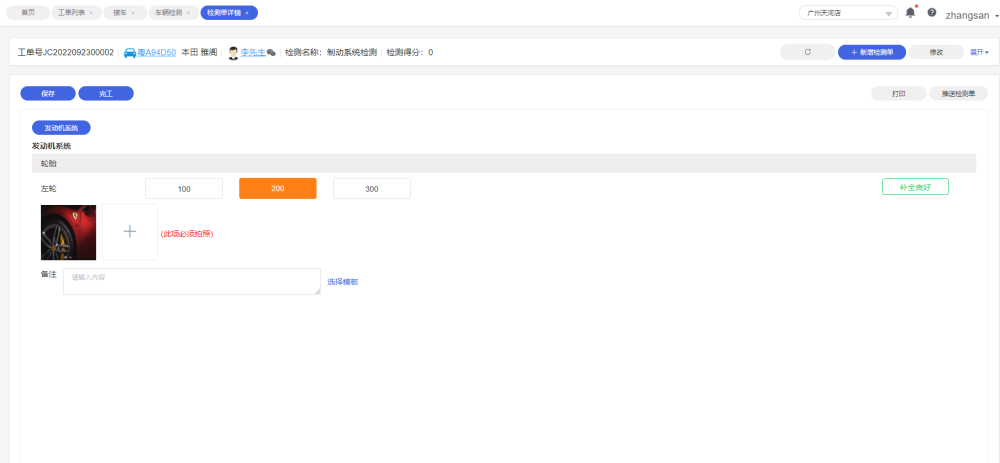 首页 工单列表 × 接车 × 车辆检测 × 检测单详情 × 广州天河店 zhangsan
工单号JC2022092300002 粤A94D50 本田 雅阁 李先生 检测名称：制动系统检测 检测得分：0 + 新增检测单 修改 展开
保存 完工 打印 推送检测单
发动机系统
发动机系统
轮胎
左轮 100 200 300 补全良好
(此项必须拍照)
备注 请输入内容 选择模板